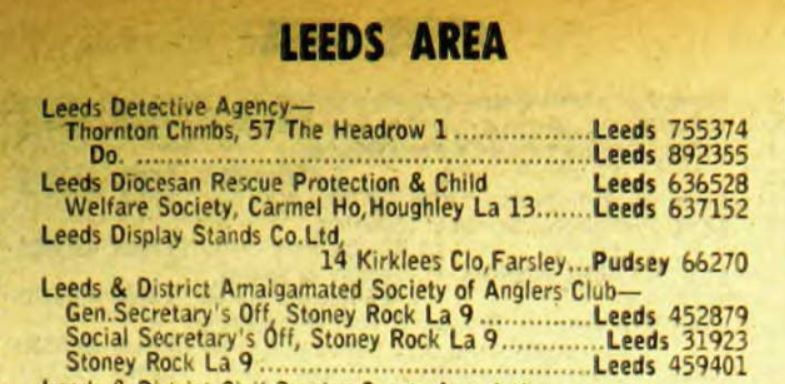 LEEDS AREA
Leeds Detective Agency—
Thornton Chmbs, 57 The Headrow 1 ................Leeds 755374
Do. ......................................................Leeds 892355
Leeds Diocesan Rescue Protection & Child Leeds 636528
Welfare Society, Carmel Ho,Houghley La 13.......Leeds 637152
Leeds Display Stands Co.Ltd,
14 Kirklees Clo,Farsley...Pudsey 66270
Leeds & District Amalgamated Society of Anglers Club—
Gen.Secretary's Off, Stoney Rock La 9 .............Leeds 452879
Social Secretary's Off, Stoney Rock La 9............Leeds 31923
Stoney Rock La 9 .......................................Leeds 459401